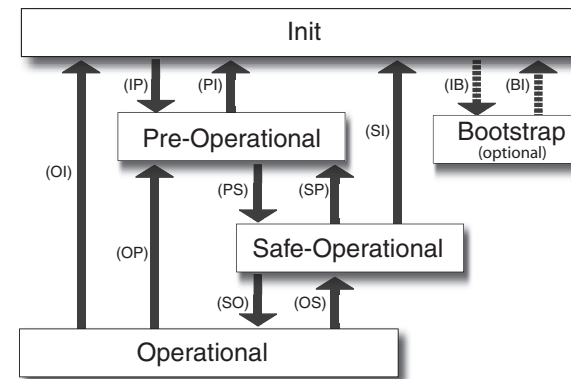 Init
(IP) (PI) (IB) (BI)
Pre-Operational
Bootstrap
(optional)
(SI)
(OI)
(PS) (SP)
(OP)
Safe-Operational
(SO) (OS)
Operational